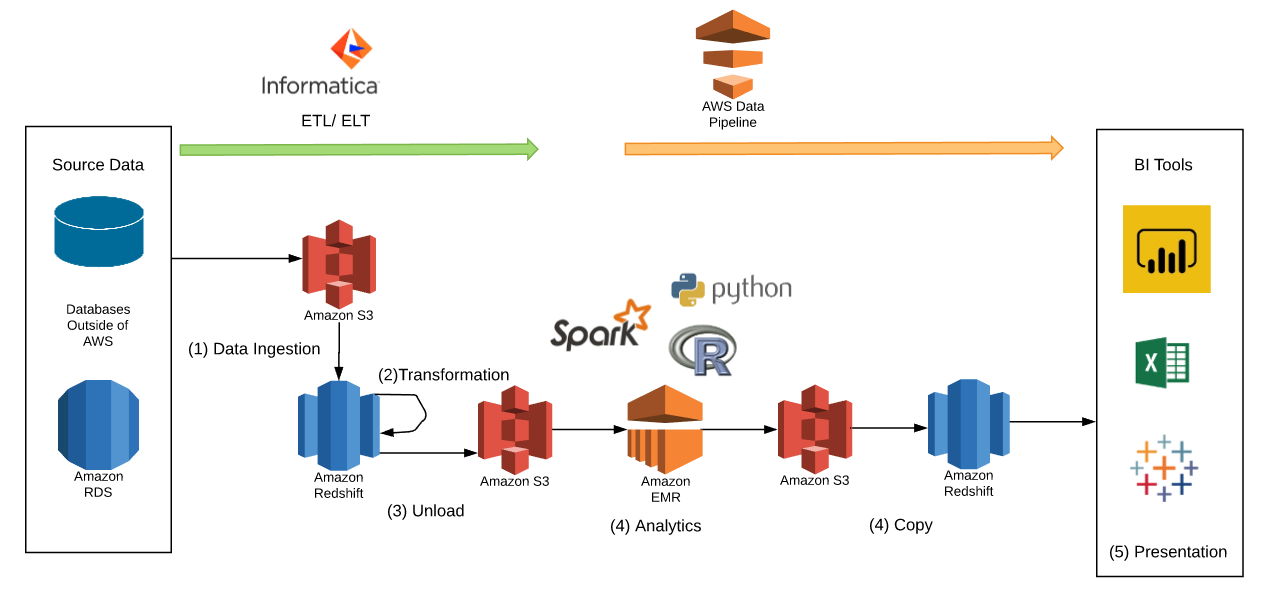 Informatica
ETL/ ELT
AWS Data
Pipeline
Source Data
Databases
Outside of
AWS
Amazon
RDS
Amazon S3
(1) Data Ingestion
(2)Transformation
Amazon
Redshift
(3) Unload
Amazon S3
Spark
python
R
Amazon
EMR
(4) Analytics
Amazon S3
(4) Copy
Amazon
Redshift
BI Tools
X
(5) Presentation